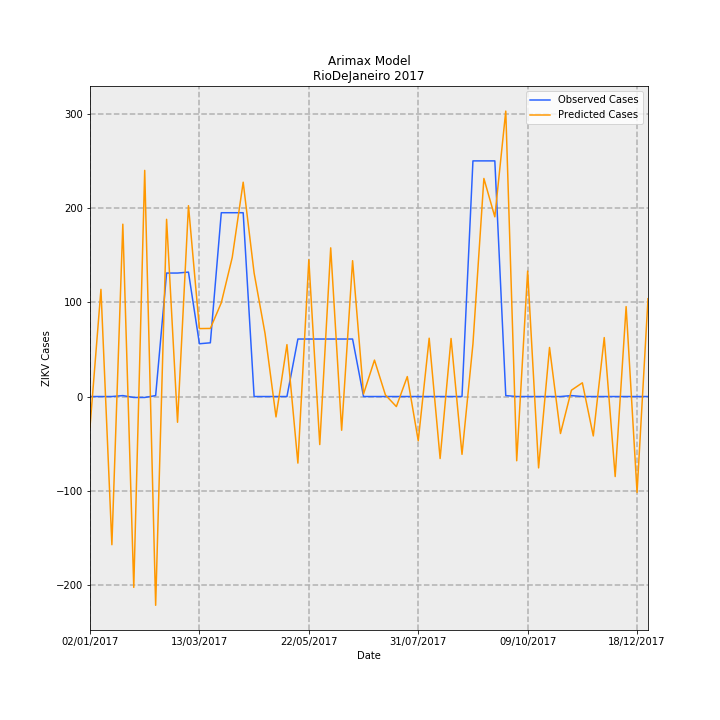 Arimax Model
RioDeJaneiro 2017
Observed Cases
Predicted Cases
ZIKV Cases
300
200
100
0
−100
−200
02/01/2017 13/03/2017 22/05/2017 31/07/2017 09/10/2017 18/12/2017
Date